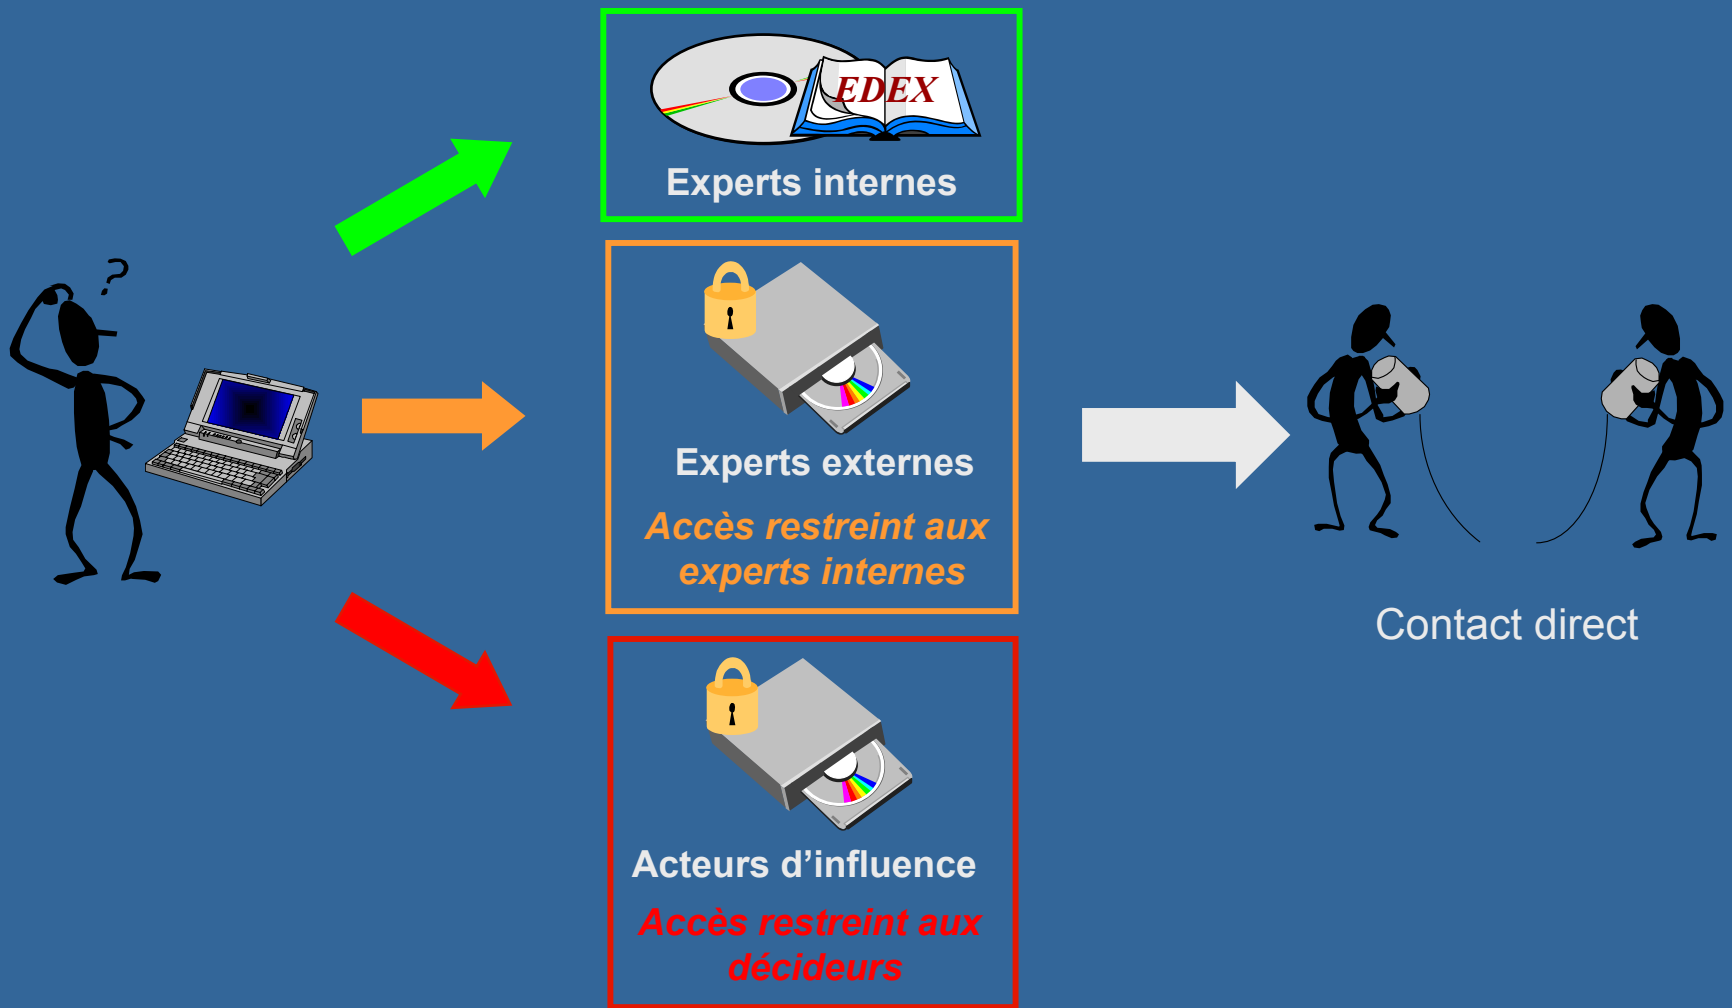 EDEX
Experts internes
?
Experts externes
Accès restreint aux
experts internes
Contact direct
Acteurs d’influence
Accès restreint aux
décideurs